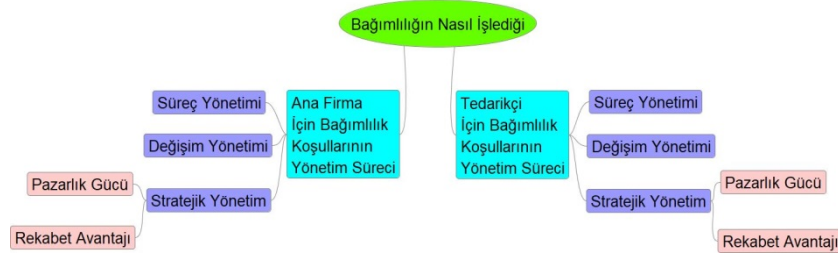 Bağımlılığın Nasıl İşlediği
Süreç Yönetimi
Değişim Yönetimi
Stratejik Yönetim
Pazarlık Gücü
Rekabet Avantajı
Ana Firma
İçin Bağımlılık
Koşullarının
Yönetim Süreci
Tedarikçi
İçin Bağımlılık
Koşullarının
Yönetim Süreci
Süreç Yönetimi
Değişim Yönetimi
Stratejik Yönetim
Pazarlık Gücü
Rekabet Avantajı